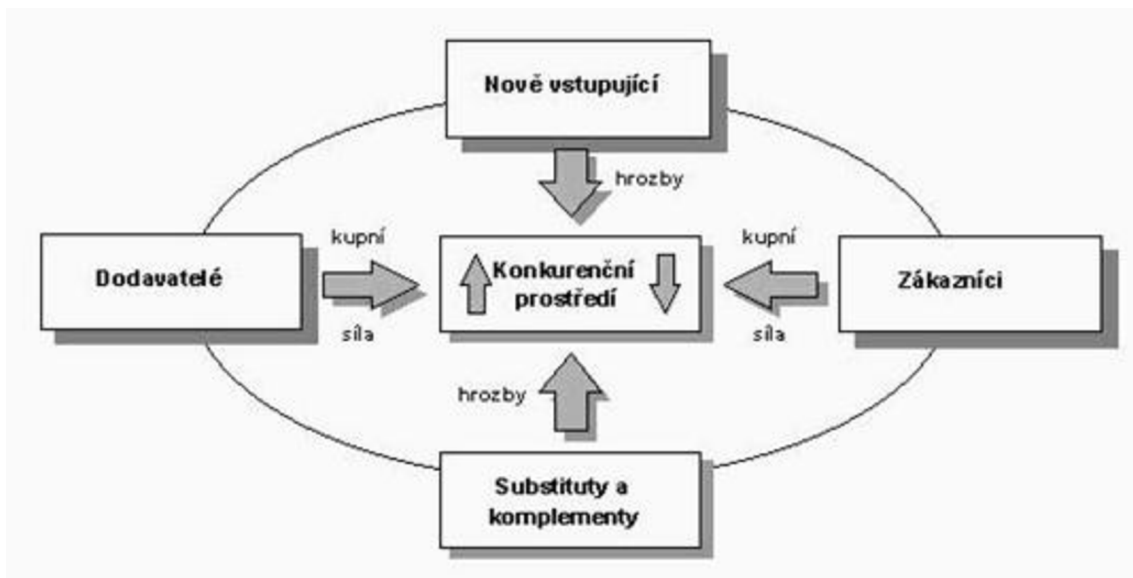 Nově vstupující
hrozby
kupní
Dodavatelé
síla
Konkurenční
prostředí
kupní
Zákazníci
síla
hrozby
Substituty a
komplementy